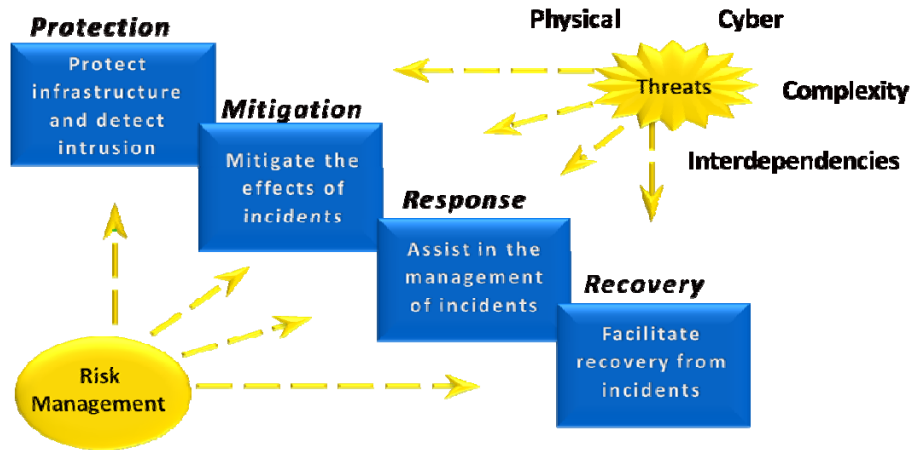 Physical
Cyber
Protection
Protect
infrastructure
and detect
intrusion
Threats
Complexity
Mitigation
Mitigate the
effects of
incidents
Interdependencies
Response
Assist in the
management
of incidents
Recovery
Facilitate
recovery from
incidents
Risk
Management